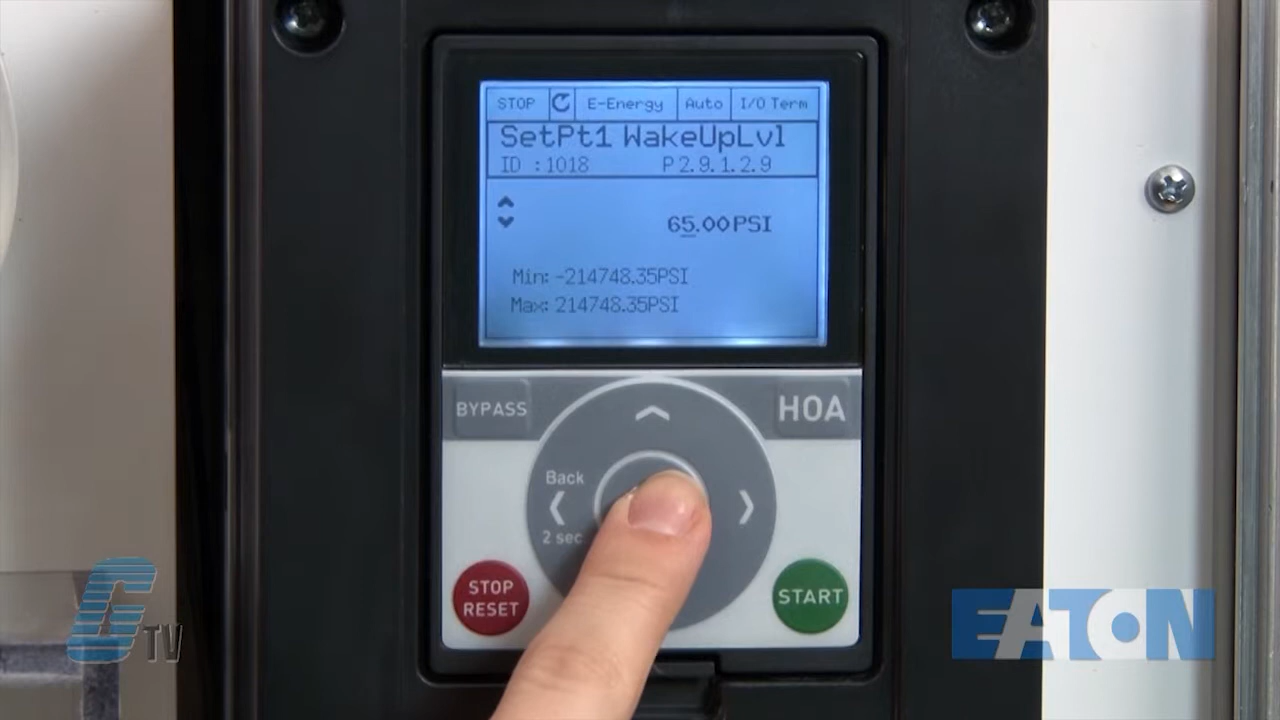 STOP E-Energy Auto I/O Term
SetPt1 WakeUpLvl
ID :1018 P2.9.1.2.9
65.00PSI
Min: -214748.35PSI
Max: 214748.35PSI
BYPASS
HOA
Back
2 sec
STOP
RESET
START
G TV
EATON